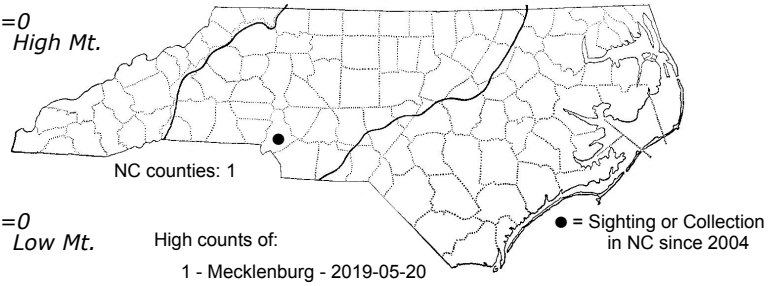 =0
High Mt.
NC counties: 1
=0
Low Mt.
High counts of:
1 - Mecklenburg - 2019-05-20
● = Sighting or Collection
in NC since 2004